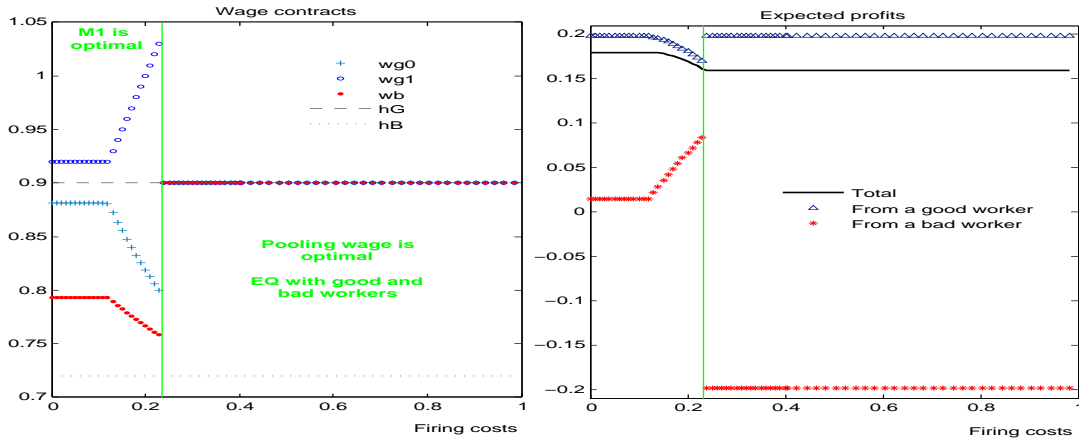 Wage contracts
1.05
1
0.95
0.9
0.85
0.8
0.75
0.7
M1 is
optimal
wg0
wg1
wb
hG
hB
Pooling wage is
optimal
EQ with good and
bad workers
0
0.2
0.4
0.6
0.8
1
Firing costs
Expected profits
0.2
0.15
0.1
0.05
0
−0.05
−0.1
−0.15
−0.2
Total
From a good worker
From a bad worker
0
0.2
0.4
0.6
0.8
1
Firing costs